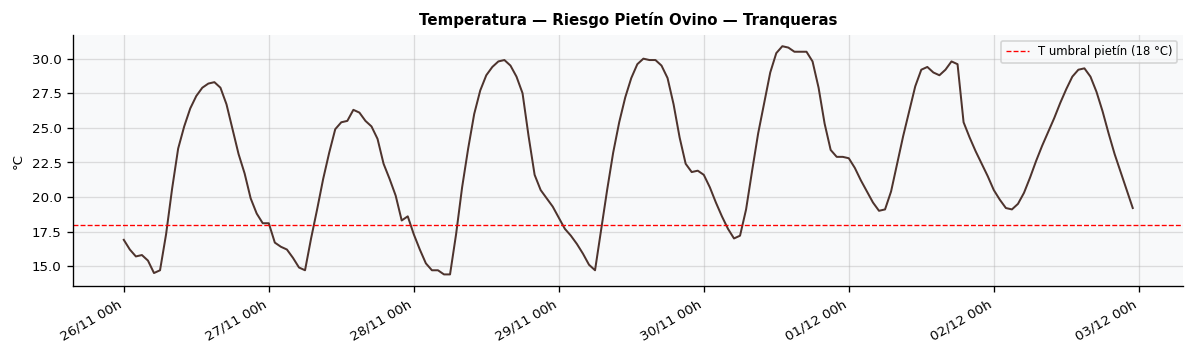 Temperatura — Riesgo Pietín Ovino — Tranqueras
T umbral pietín (18 °C)
°C
30.0
27.5
25.0
22.5
20.0
17.5
15.0
26/11 00h
27/11 00h
28/11 00h
29/11 00h
30/11 00h
01/12 00h
02/12 00h
03/12 00h